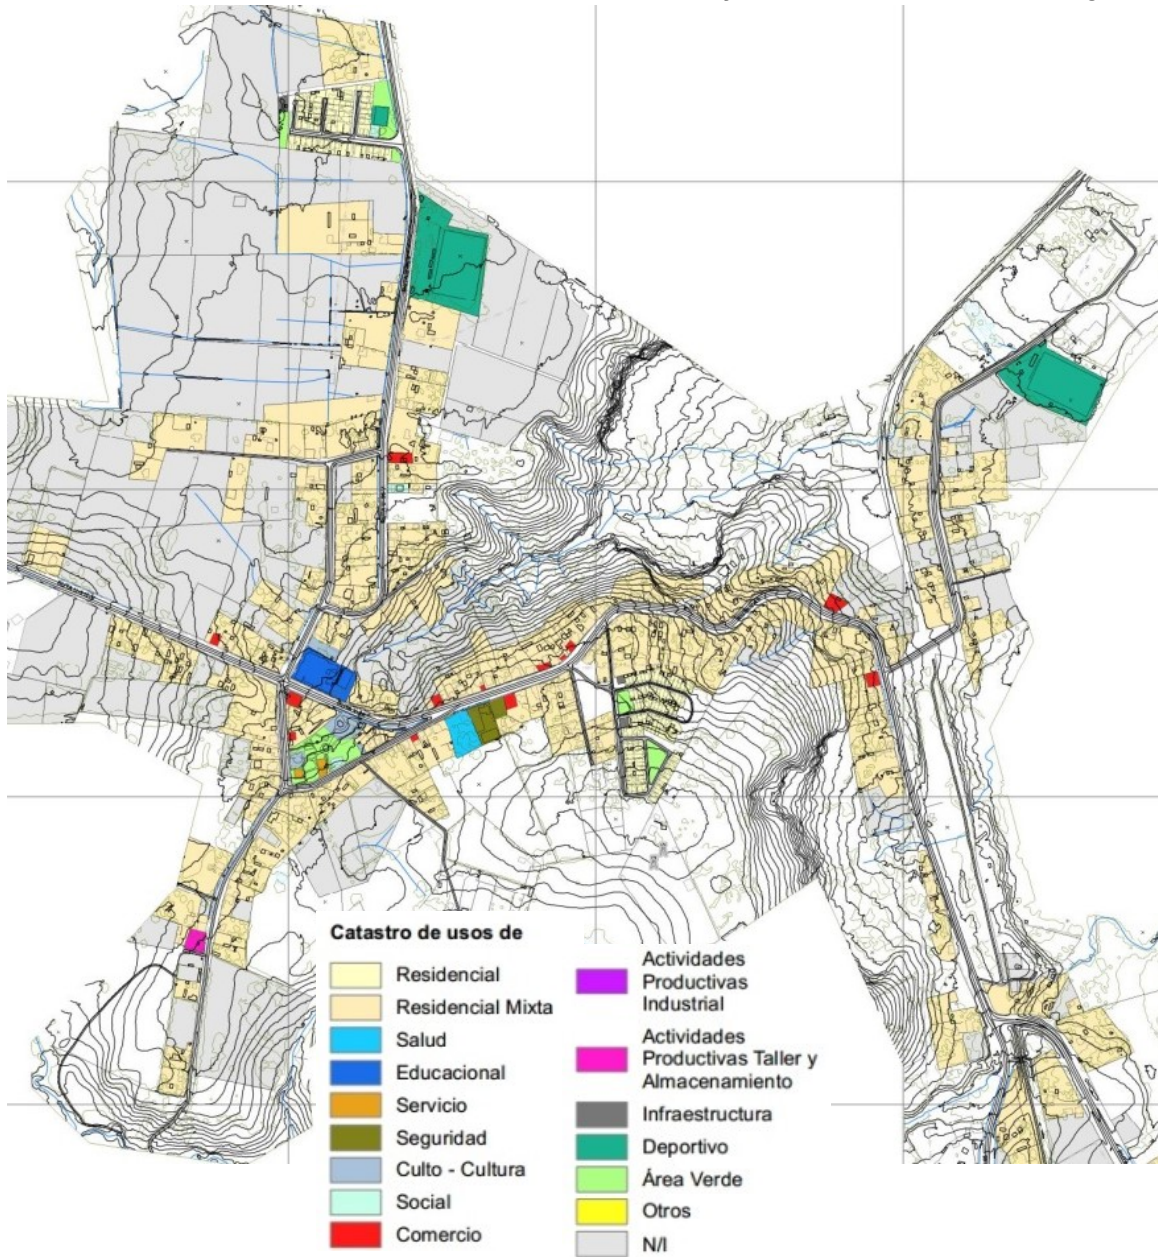 Catastro de usos de
Residencial
Residencial Mixta
Salud
Educacional
Servicio
Seguridad
Culto - Cultura
Social
Comercio
Actividades
Productivas
Industrial
Actividades
Productivas Taller y
Almacenamiento
Infraestructura
Deportivo
Área Verde
Otros
N/I